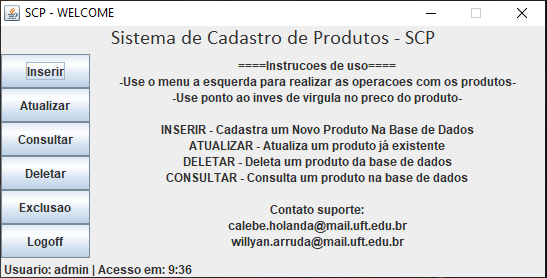 SCP - WELCOME
Sistema de Cadastro de Produtos - SCP
Inserir
Atualizar
Consultar
Deletar
Exclusao
Logoff
====Instrucoes de uso====
-Use o menu a esquerda para realizar as operacoes com os produtos-
-Use ponto ao inves de virgula no preco do produto-
INSERIR - Cadastra um Novo Produto Na Base de Dados
ATUALIZAR - Atualiza um produto já existente
DELETAR - Deleta um produto da base de dados
CONSULTAR - Consulta um produto na base de dados
Contato suporte:
calebe.holanda@mail.uft.edu.br
willyan.arruda@mail.uft.edu.br
Usuario: admin | Acesso em: 9:36